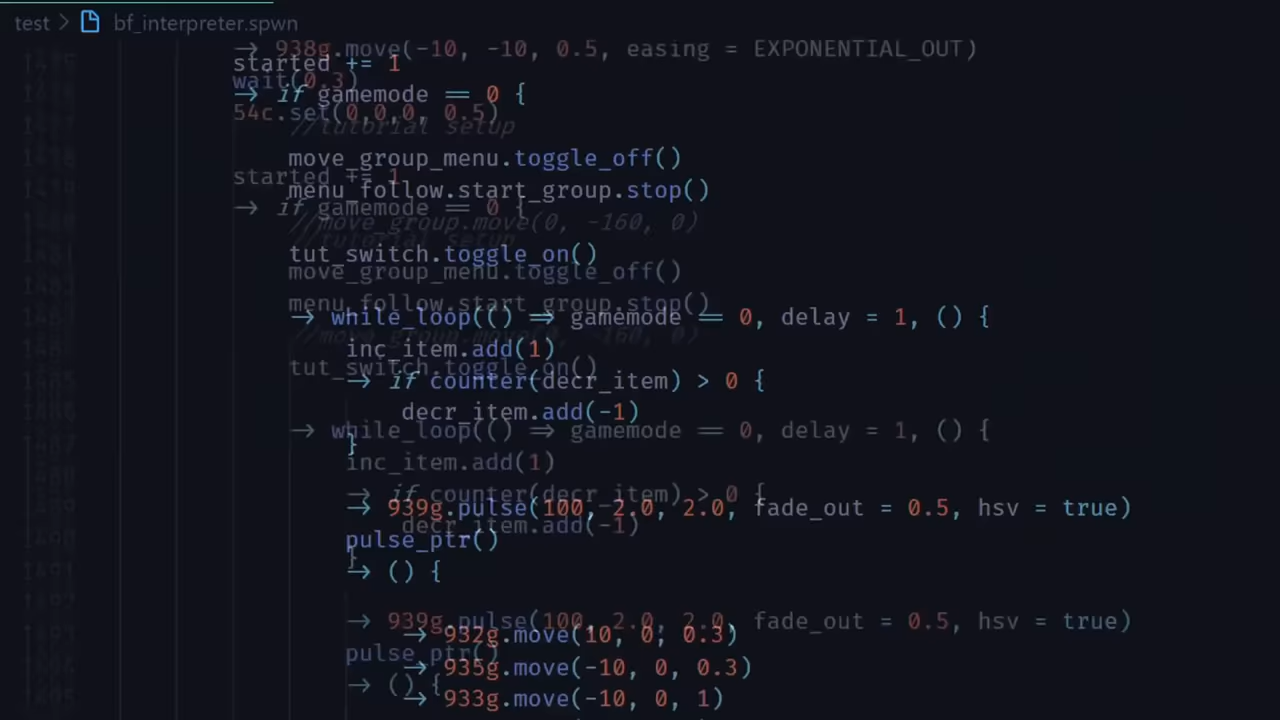 test > bf_interpreter.spwn
-> 938g.move(-10, -10, 0.5, easing = EXPONENTIAL_OUT)
started += 1
wait(0.3)
-> if gamemode == 0 {
54c.set(0,0,0, 0.5)
//tutorial setup
move_group_menu.toggle_off()
started += 1
menu_follow.start_group.stop()
-> if gamemode == 0 {
//move_group.move(0, -160, 0)
//tutorial setup
tut_switch.toggle_on()
move_group_menu.toggle_off()
menu_follow.start_group.stop()
-> while_loop(() => gamemode == 0, delay = 1, () {
//move_group.move(0, -160, 0)
inc_item.add(1)
tut_switch.toggle_on()
-> if counter(decr_item) > 0 {
decr_item.add(-1)
-> while_loop(() => gamemode == 0, delay = 1, () {
}
inc_item.add(1)
-> if counter(decr_item) > 0 {
-> 939g.pulse(100, 2.0, 2.0, fade_out = 0.5, hsv = true)
decr_item.add(-1)
pulse_ptr()
}
-> () {
-> 939g.pulse(100, 2.0, 2.0, fade_out = 0.5, hsv = true)
-> 932g.move(10, 0, 0.3)
pulse_ptr()
-> 935g.move(-10, 0, 0.3)
-> () {
-> 933g.move(-10, 0, 1)